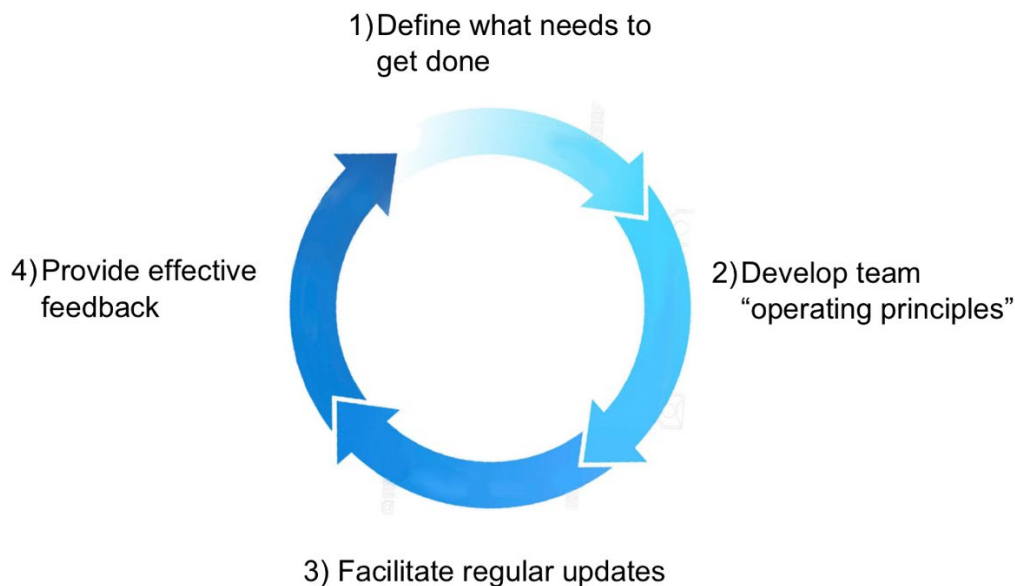 1)Define what needs to
get done
2)Develop team
“operating principles”
3) Facilitate regular updates
4)Provide effective
feedback